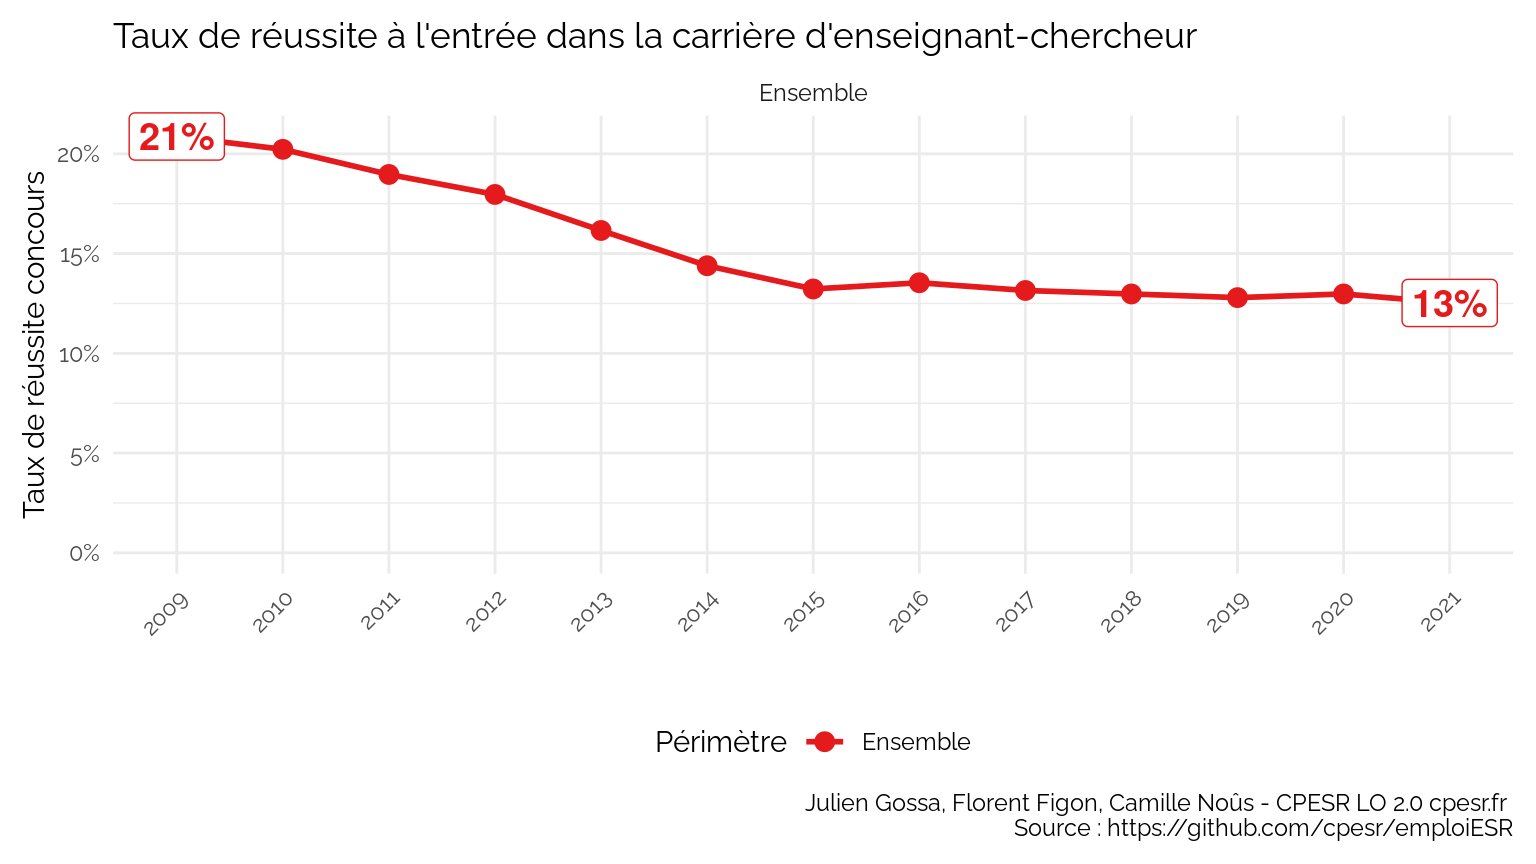 Taux de réussite à l'entrée dans la carrière d'enseignant-chercheur
Ensemble
Taux de réussite concours
20%
15%
10%
5%
0%
21%
13%
2009
2010
2011
2012
2013
2014
2015
2016
2017
2018
2019
2020
2021
Périmètre
Ensemble
Julien Gossa, Florent Figon, Camille Noûs - CPESR LO 2.0 cpesr.fr
Source : https://github.com/cpesr/emploiESR